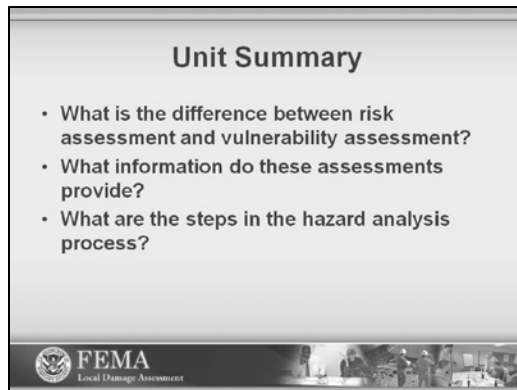 Unit Summary
• What is the difference between risk
assessment and vulnerability assessment?
• What information do these assessments
provide?
• What are the steps in the hazard analysis
process?
FEMA
Local Damage Assessment